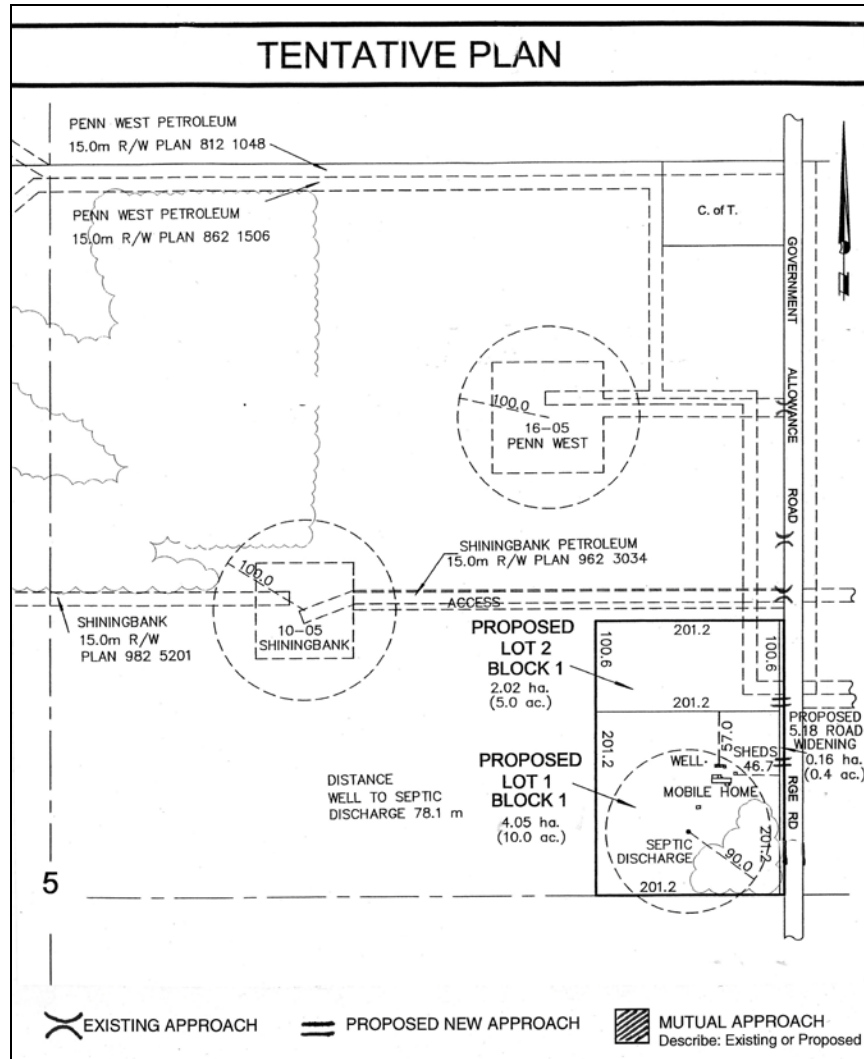 TENTATIVE PLAN
PENN WEST PETROLEUM
15.0m R/W PLAN 812 1048
PENN WEST PETROLEUM
15.0m R/W PLAN 862 1506
C. of T.
GOVERNMENT ALLOWANCE ROAD
100.0
16-05
PENN WEST
SHININGBANK PETROLEUM
15.0m R/W PLAN 962 3034
100.0
ACCESS
10-05
SHININGBANK
SHININGBANK
15.0m R/W
PLAN 982 5201
PROPOSED
LOT 2
BLOCK 1
2.02 ha.
(5.0 ac.)
201.2
100.6
100.6
201.2
PROPOSED
5.18 ROAD
WIDENING
0.16 ha.
(0.4 ac.)
RGE RD
201.2
57.0
SHEDS
46.7
WELL
MOBILE HOME
PROPOSED
LOT 1
BLOCK 1
4.05 ha.
(10.0 ac.)
DISTANCE
WELL TO SEPTIC
DISCHARGE 78.1 m
SEPTIC
DISCHARGE
90.0
201.2
201.2
5
EXISTING APPROACH
PROPOSED NEW APPROACH
MUTUAL APPROACH
Describe: Existing or Proposed